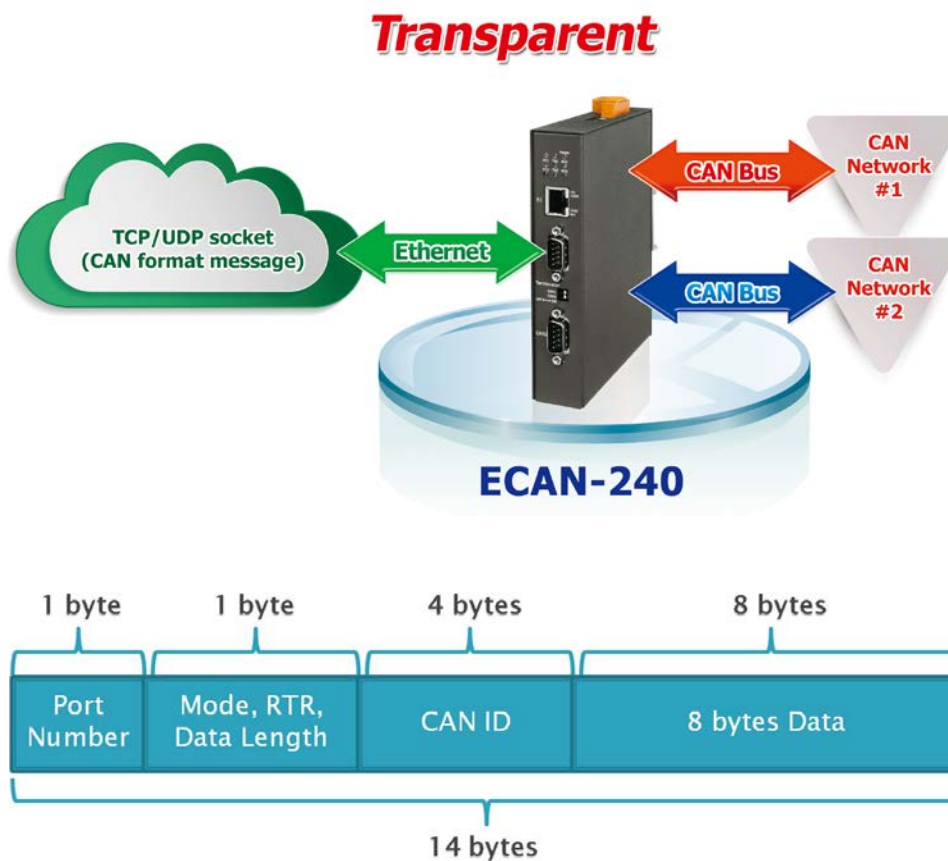 Transparent
TCP/UDP socket
(CAN format message)
Ethernet
CAN Bus
CAN
Network
#1
CAN Bus
CAN
Network
#2
ECAN-240
1 byte
1 byte
4 bytes
8 bytes
Port
Number
Mode, RTR,
Data Length
CAN ID
8 bytes Data
14 bytes